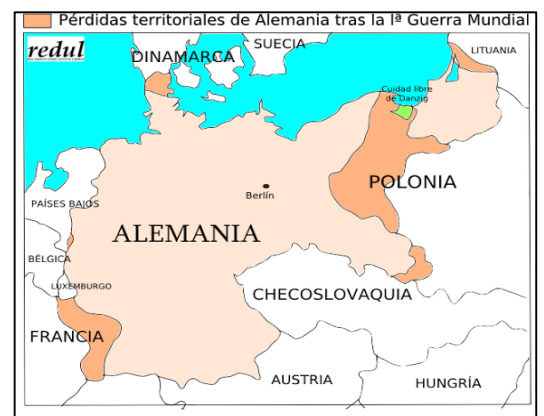 Pérdidas territoriales de Alemania tras la Iª Guerra Mundial
redul
SUECIA
DINAMARCA
LITUANIA
Cuidad libre
de Danzig
POLONIA
Berlín
PAÍSES BAJOS
ALEMANIA
BÉLGICA
LUXEMBURGO
CHECOSLOVAQUIA
FRANCIA
AUSTRIA
HUNGRÍA